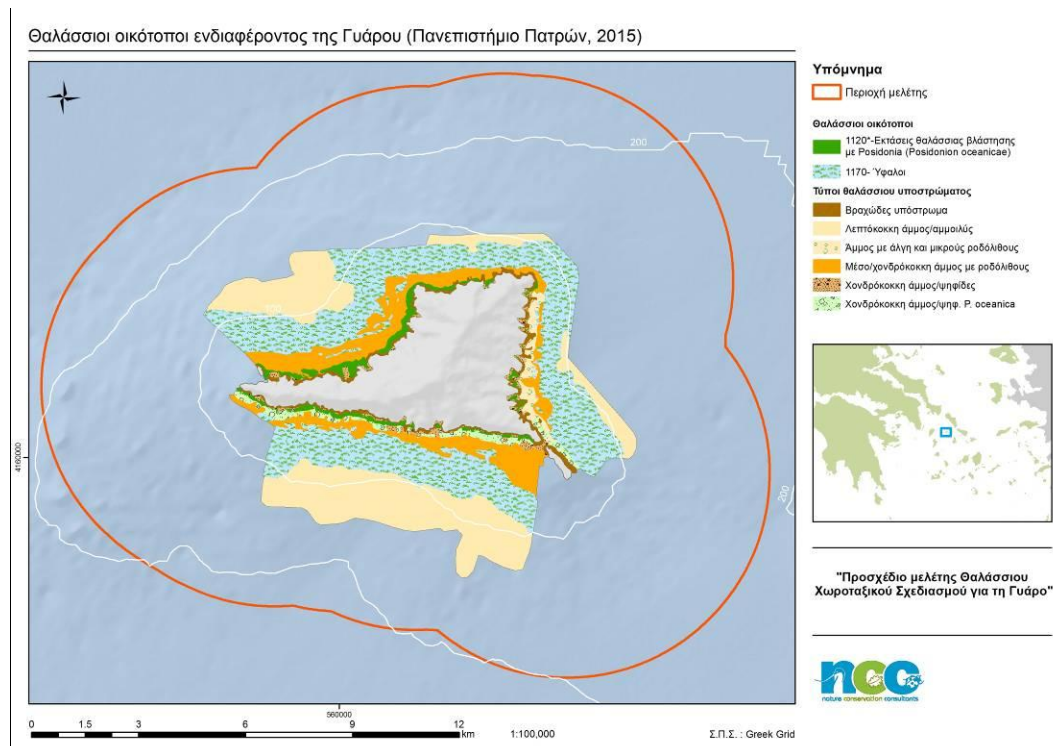 Θαλάσσιοι οικότοποι ενδιαφέροντος της Γυάρου (Πανεπιστήμιο Πατρών, 2015)
200
200
200
4160000
560000
0 1.5 3 6 9 12
km
1:100,000
Σ.Π.Σ. : Greek Grid
Υπόμνημα
Περιοχή μελέτης
Θαλάσσιοι οικότοποι
1120*-Εκτάσεις θαλάσσιας βλάστησης
με Posidonia (Posidonion oceanicae)
1170- Ύφαλοι
Τύποι θαλάσσιου υποστρώματος
Βραχώδες υπόστρωμα
Λεπτόκοκκη άμμος/αμμοιλύς
Άμμος με άλγη και μικρούς ροδόλιθους
Μέσο/χονδρόκοκκη άμμος με ροδόλιθους
Χονδρόκοκκη άμμος/ψηφίδες
Χονδρόκοκκη άμμος/ψηφ. P. oceanica
"Προσχέδιο μελέτης Θαλάσσιου
Χωροταξικού Σχεδιασμού για τη Γυάρο"
ncc
nature conservation consultants